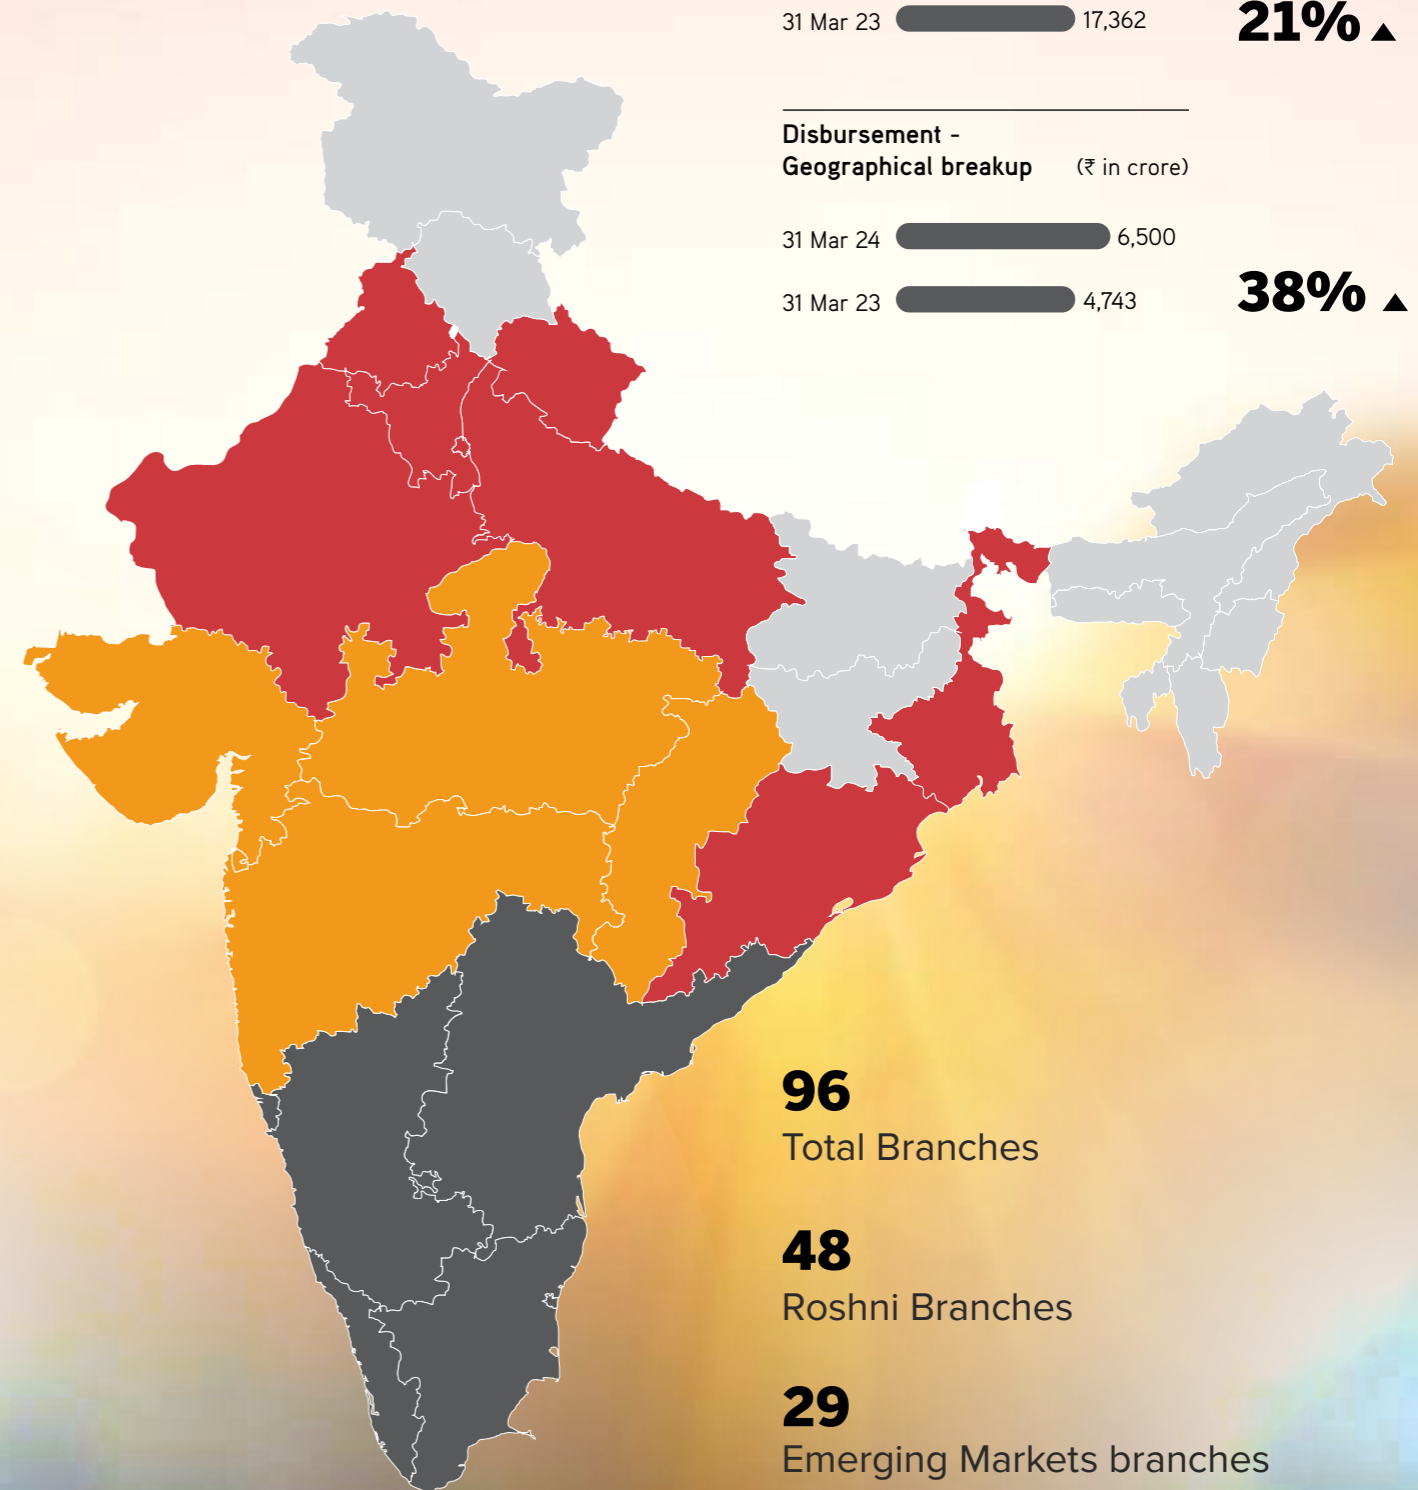 31 Mar 23 17,362 21% ▲
Disbursement -
Geographical breakup (₹ in crore)
31 Mar 24 6,500
31 Mar 23 4,743 38% ▲
96
Total Branches
48
Roshni Branches
29
Emerging Markets branches